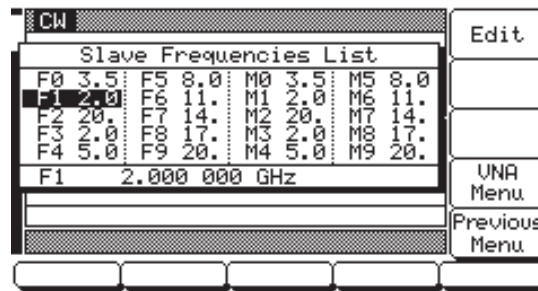 CW
Slave Frequencies List
F0 3.5 F5 8.0 M0 3.5 M5 8.0
F1 2.0 F6 11. M1 2.0 M6 11.
F2 20. F7 14. M2 20. M7 14.
F3 2.0 F8 17. M3 2.0 M8 17.
F4 5.0 F9 20. M4 5.0 M9 20.
F1 2.000 000 GHz
Edit
VNA
Menu
Previous
Menu